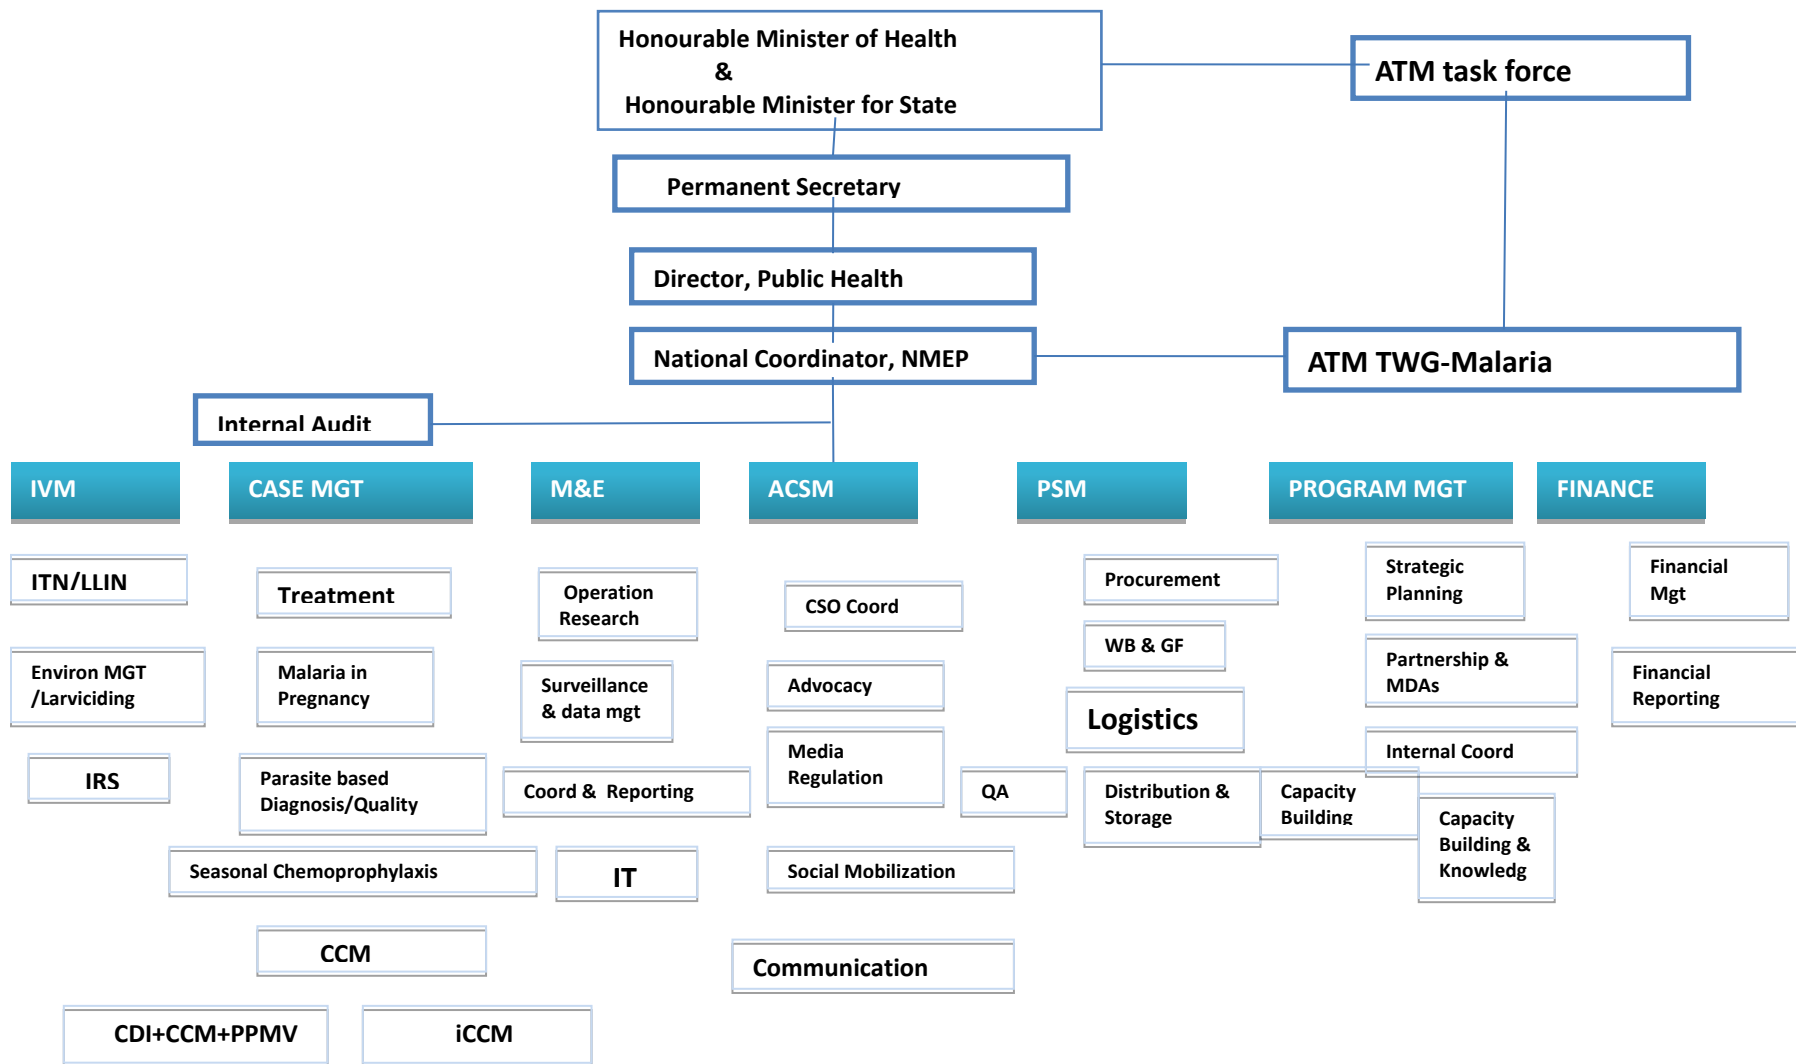 Honourable Minister of Health
&
Honourable Minister for State
ATM task force
Permanent Secretary
Director, Public Health
National Coordinator, NMEP
ATM TWG-Malaria
Internal Audit
IVM
CASE MGT
M&E
ACSM
PSM
PROGRAM MGT
FINANCE
ITN/LLIN
Environ MGT
/Larviciding
IRS
Treatment
Malaria in
Pregnancy
Parasite based
Diagnosis/Quality
Seasonal Chemoprophylaxis
CCM
CDI+CCM+PPMV
iCCM
Operation
Research
Surveillance
& data mgt
Coord & Reporting
IT
CSO Coord
Advocacy
Media
Regulation
Social Mobilization
Communication
Procurement
WB & GF
Logistics
QA
Distribution &
Storage
Strategic
Planning
Partnership &
MDAs
Internal Coord
Capacity
Building
Capacity
Building &
Knowledg
Financial
Mgt
Financial
Reporting